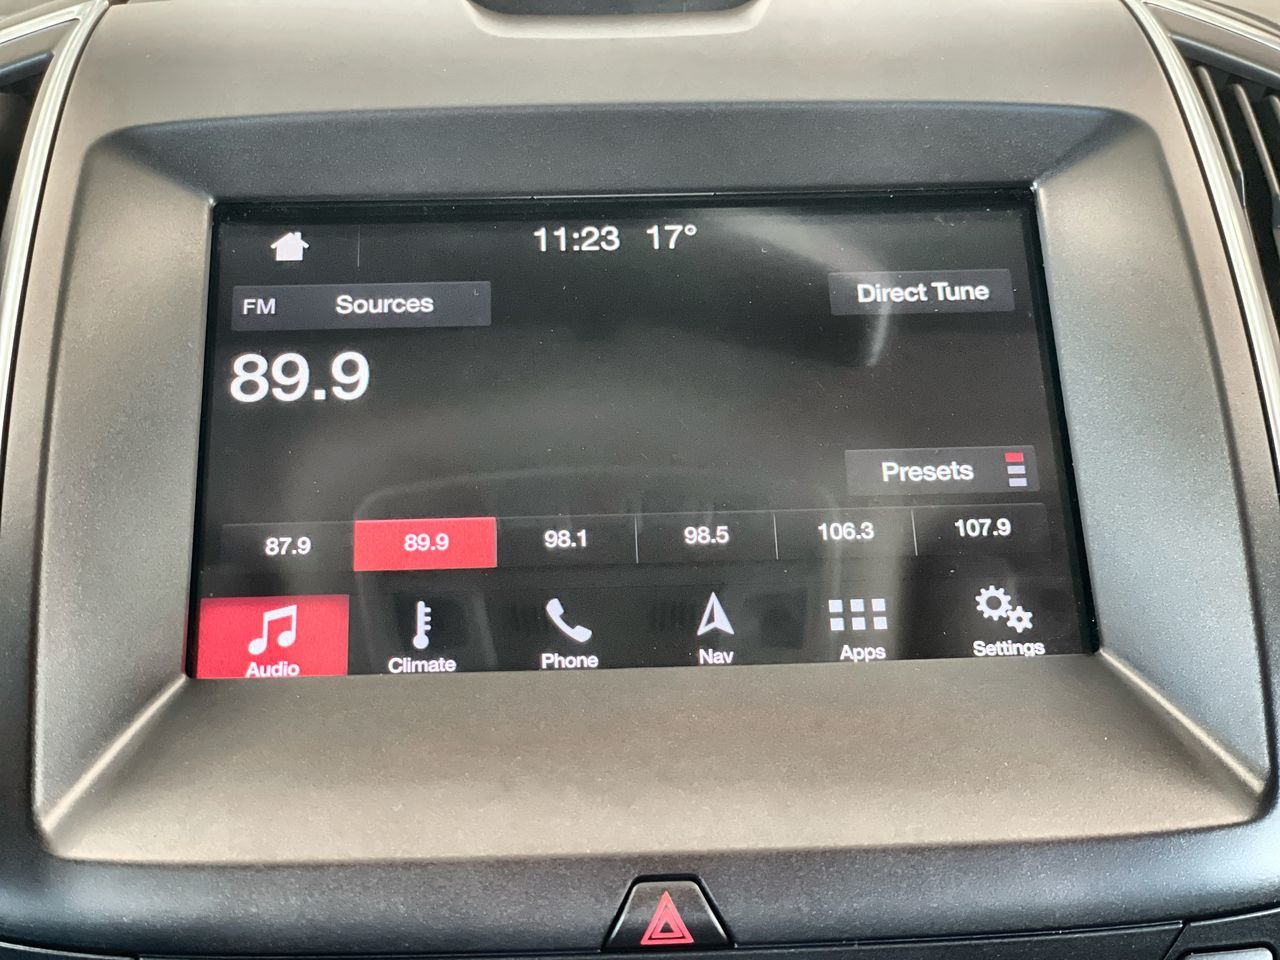 11:23 17°
FM Sources Direct Tune
89.9
Presets
87.9 89.9 98.1 98.5 106.3 107.9
Audio Climate Phone Nav Apps Settings